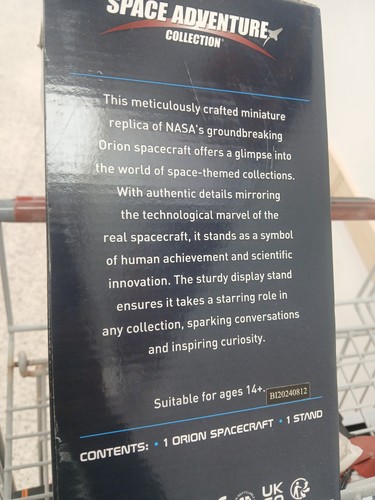 SPACE ADVENTURE
COLLECTION
This meticulously crafted miniature
replica of NASA's groundbreaking
Orion spacecraft offers a glimpse into
the world of space-themed collections.
With authentic details mirroring
the technological marvel of the
real spacecraft, it stands as a symbol
of human achievement and scientific
innovation. The sturdy display stand
ensures it takes a starring role in
any collection, sparking conversations
and inspiring curiosity.
Suitable for ages 14+. BI20240812
CONTENTS: • 1 ORION SPACECRAFT • 1 STAND
UK